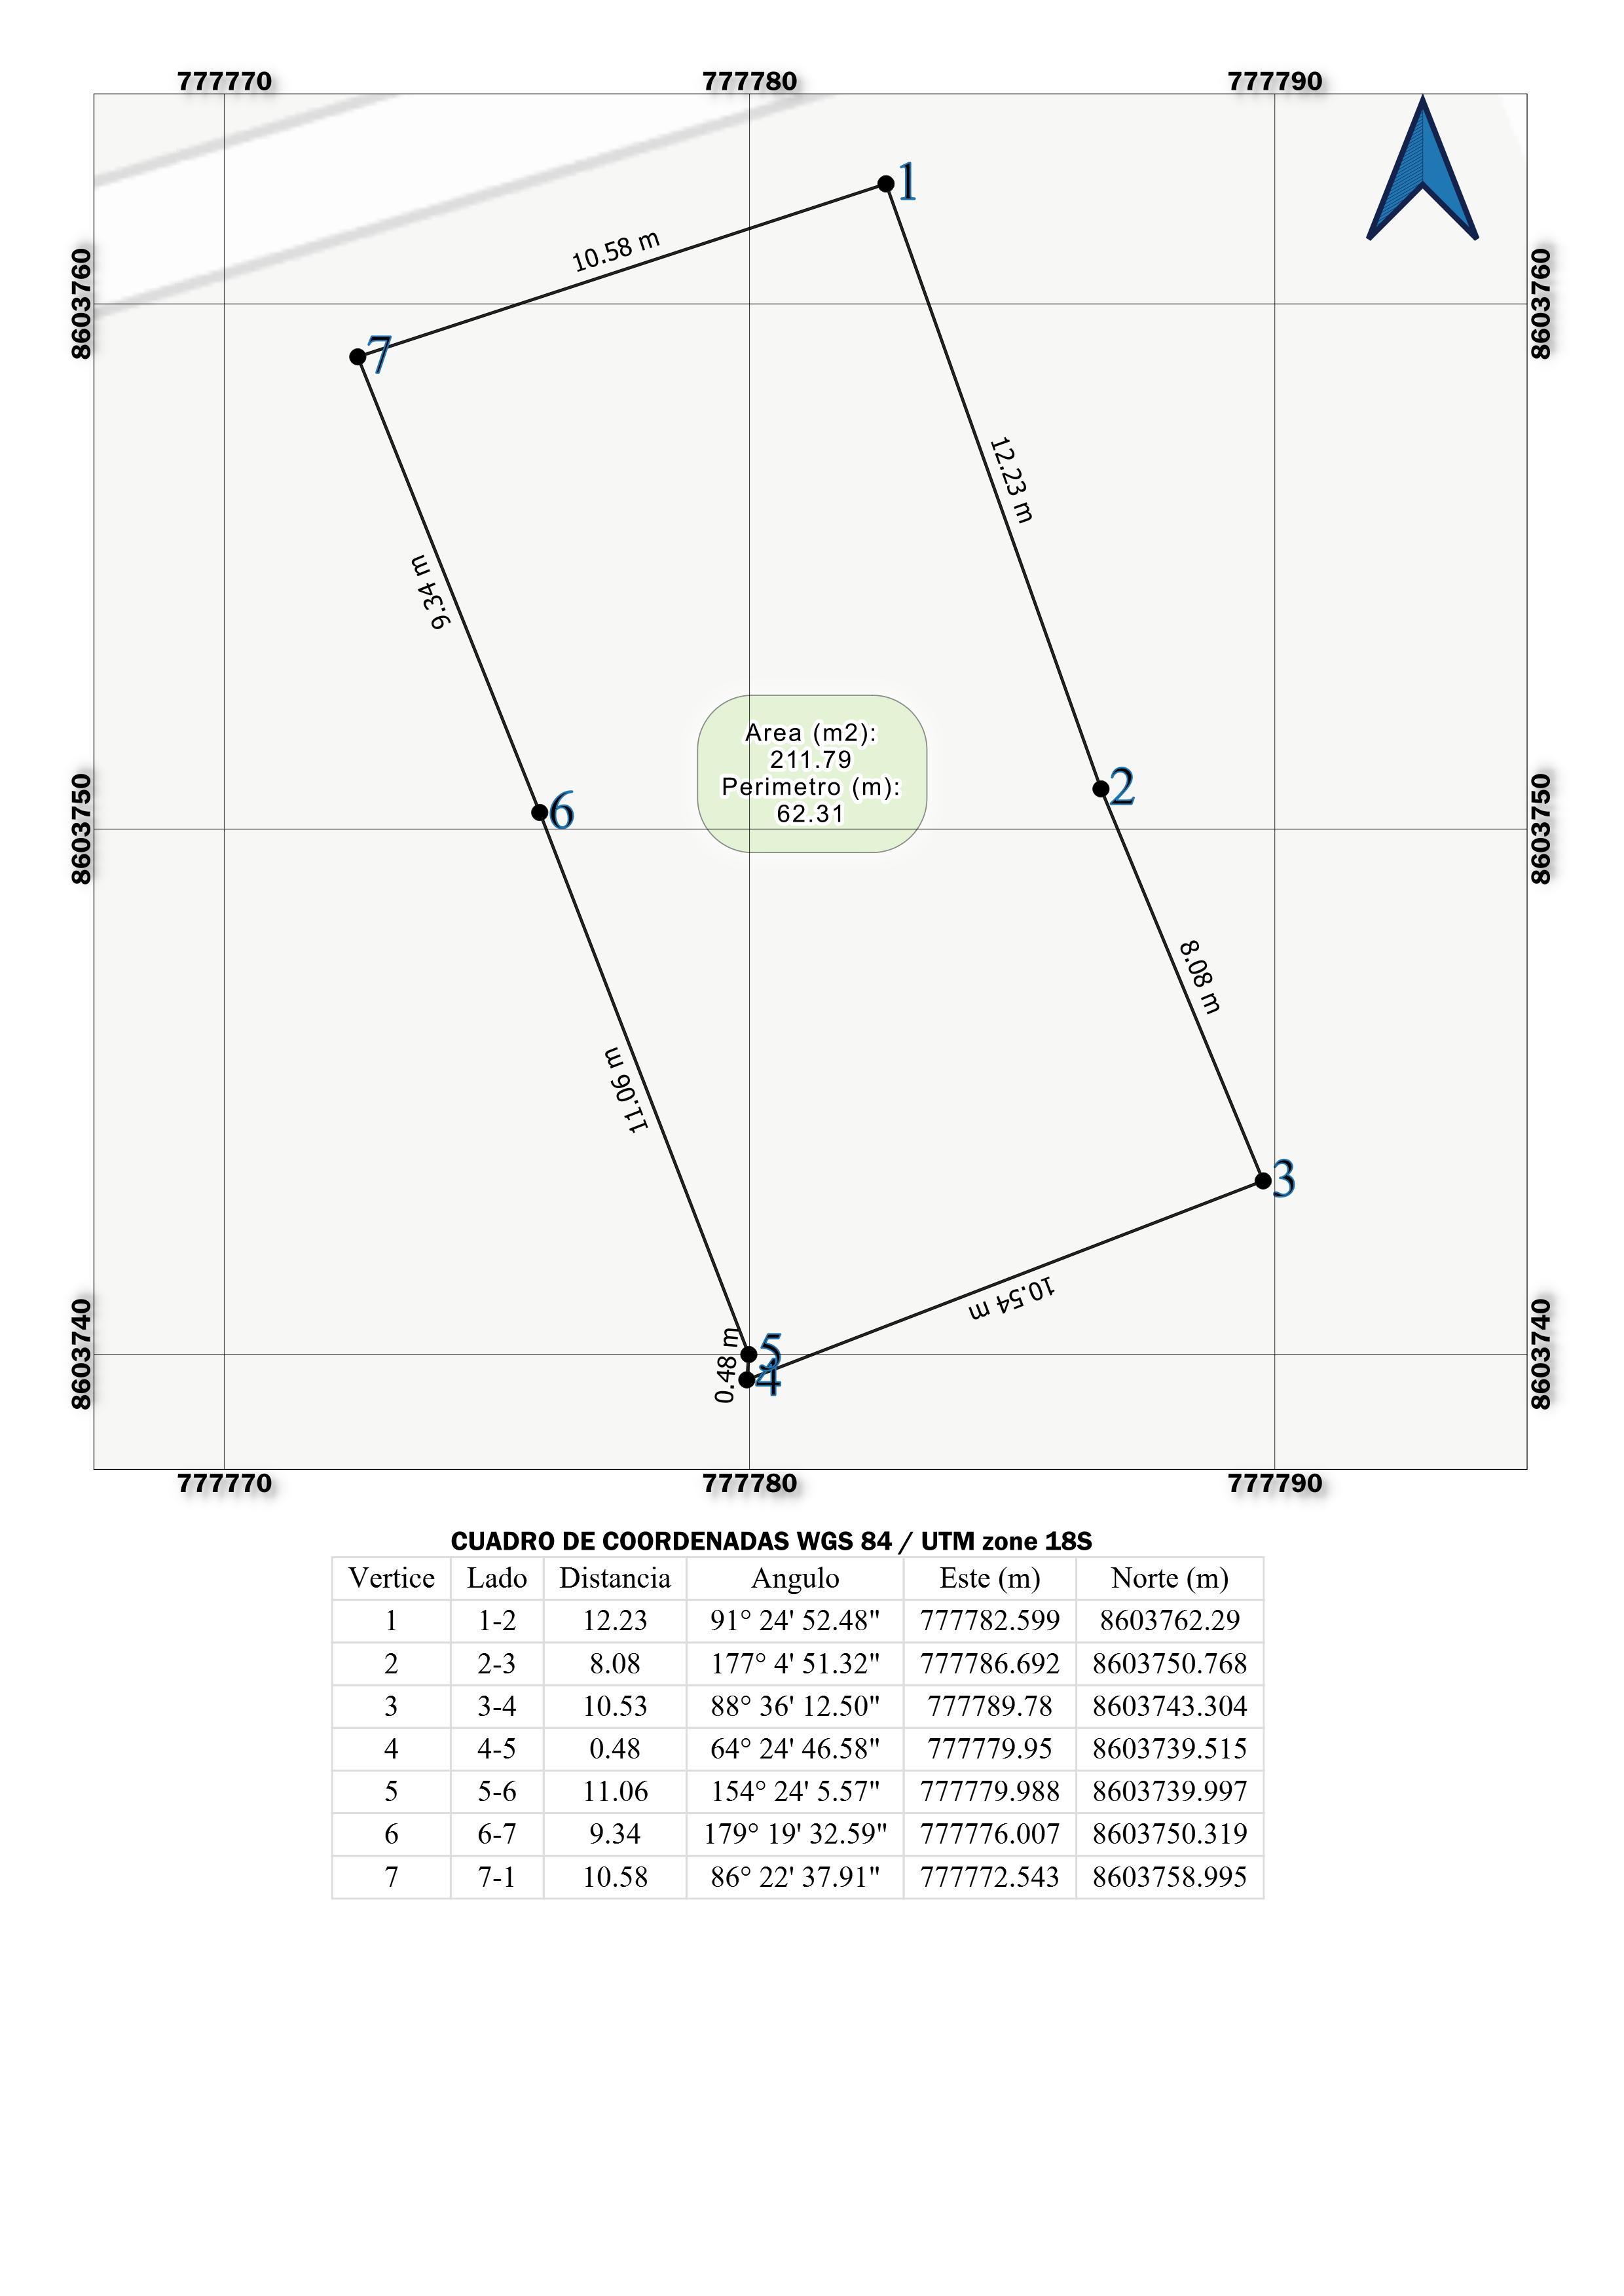 777770 777780 777790
1
10.58 m
8603760 8603760
7
12.23 m
9.34 m
Area (m2):
211.79
Perimetro (m):
62.31
2
6
8603750 8603750
8.08 m
11.06 m
3
10.54 m
5
0.48 m
4
8603740 8603740
777770 777780 777790
CUADRO DE COORDENADAS WGS 84 / UTM zone 18S
Vertice Lado Distancia Angulo Este (m) Norte (m)
1 1-2 12.23 91° 24' 52.48" 777782.599 8603762.29
2 2-3 8.08 177° 4' 51.32" 777786.692 8603750.768
3 3-4 10.53 88° 36' 12.50" 777789.78 8603743.304
4 4-5 0.48 64° 24' 46.58" 777779.95 8603739.515
5 5-6 11.06 154° 24' 5.57" 777779.988 8603739.997
6 6-7 9.34 179° 19' 32.59" 777776.007 8603750.319
7 7-1 10.58 86° 22' 37.91" 777772.543 8603758.995